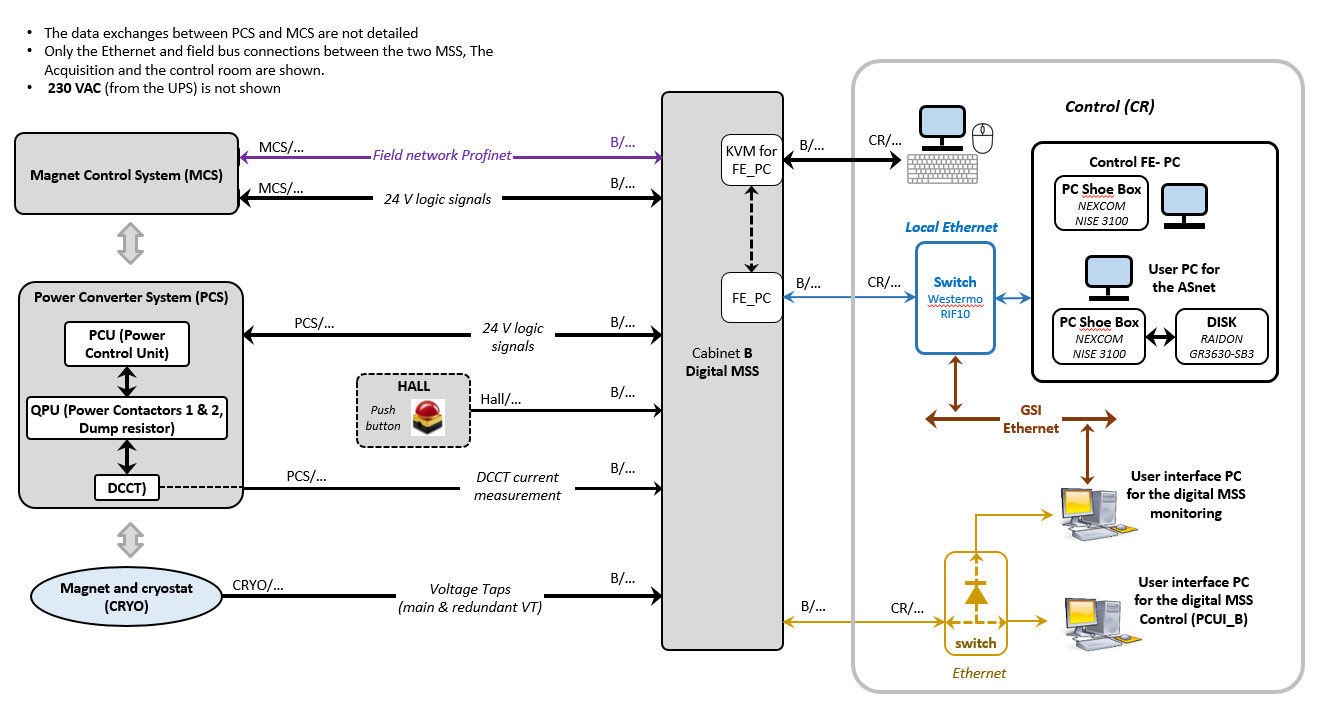 • The data exchanges between PCS and MCS are not detailed
• Only the Ethernet and field bus connections between the two MSS, The
Acquisition and the control room are shown.
• 230 VAC (from the UPS) is not shown
Magnet Control System (MCS)
MCS/...
Field network Profinet
B/...
MCS/...
24 V logic signals
B/...
Power Converter System (PCS)
PCU (Power
Control Unit)
QPU (Power Contactors 1 & 2,
Dump resistor)
DCCT)
PCS/...
24 V logic
signals
B/...
HALL
Push
button
Hall/...
B/...
PCS/...
DCCT current
measurement
B/...
Magnet and cryostat
(CRYO)
CRYO/...
Voltage Taps
(main & redundant VT)
B/...
KVM for
FE_PC
FE_PC
Cabinet B
Digital MSS
Control (CR)
B/...
CR/...
B/...
CR/...
Local Ethernet
Switch
Westermo
RIF10
Control FE- PC
PC Shoe Box
NEXCOM
NISE 3100
User PC for
the ASnet
PC Shoe Box
NEXCOM
NISE 3100
DISK
RAIDON
GR3630-SB3
GSI
Ethernet
User interface PC
for the digital MSS
monitoring
B/...
CR/...
switch
Ethernet
User interface PC
for the digital MSS
Control (PCUI_B)